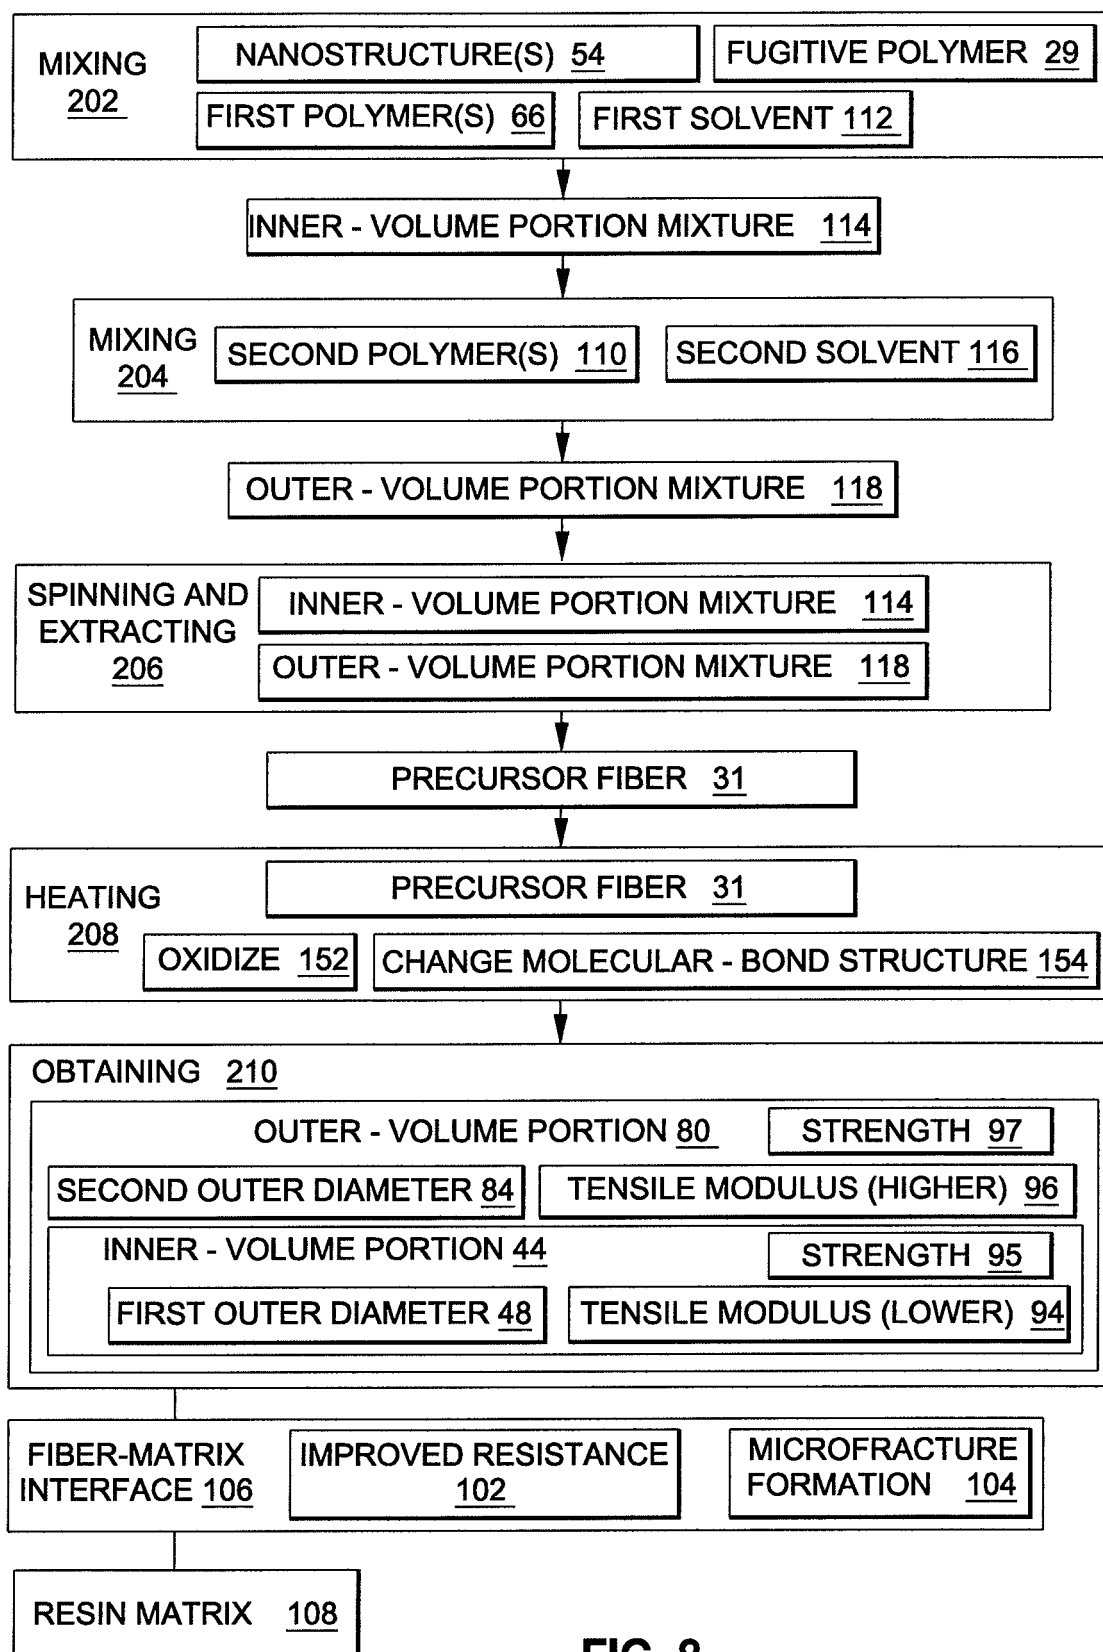 MIXING
202
NANOSTRUCTURE(S) 54
FUGITIVE POLYMER 29
FIRST POLYMER(S) 66
FIRST SOLVENT 112
INNER - VOLUME PORTION MIXTURE 114
MIXING
204
SECOND POLYMER(S) 110
SECOND SOLVENT 116
OUTER - VOLUME PORTION MIXTURE 118
SPINNING AND
EXTRACTING
206
INNER - VOLUME PORTION MIXTURE 114
OUTER - VOLUME PORTION MIXTURE 118
PRECURSOR FIBER 31
HEATING
208
PRECURSOR FIBER 31
OXIDIZE 152
CHANGE MOLECULAR - BOND STRUCTURE 154
OBTAINING 210
OUTER - VOLUME PORTION 80
STRENGTH 97
SECOND OUTER DIAMETER 84
TENSILE MODULUS (HIGHER) 96
INNER - VOLUME PORTION 44
STRENGTH 95
FIRST OUTER DIAMETER 48
TENSILE MODULUS (LOWER) 94
FIBER-MATRIX
INTERFACE 106
IMPROVED RESISTANCE
102
MICROFRACTURE
FORMATION 104
RESIN MATRIX 108
FIG. 8